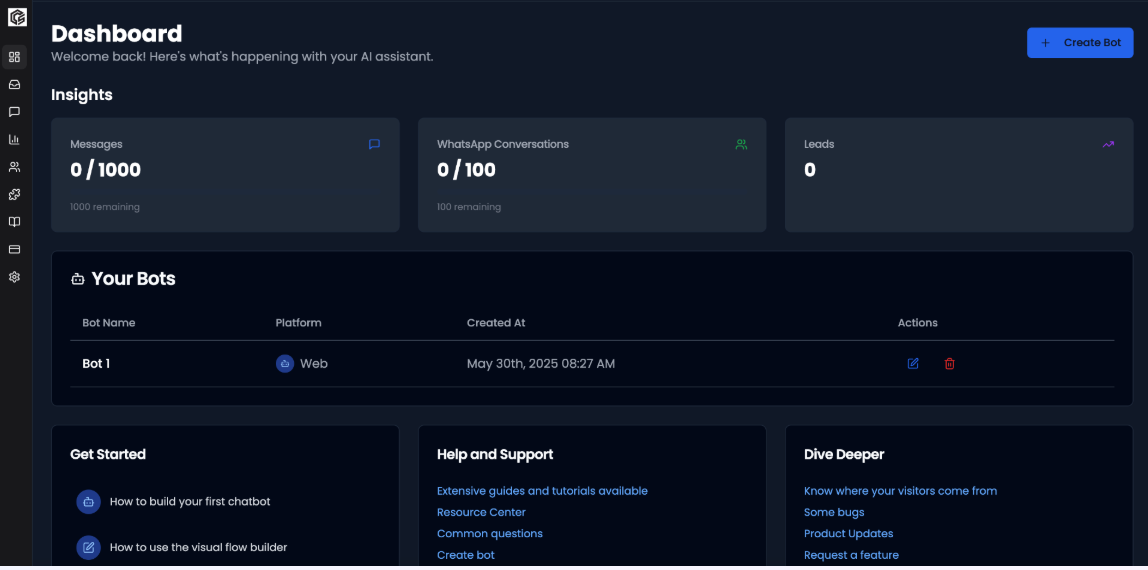 Dashboard
Welcome back! Here's what's happening with your AI assistant.
+ Create Bot
Insights
Messages
0 / 1000
1000 remaining
WhatsApp Conversations
0 / 100
100 remaining
Leads
0
Your Bots
Bot Name Platform Created At Actions
Bot 1 Web May 30th, 2025 08:27 AM
Get Started
How to build your first chatbot
How to use the visual flow builder
Help and Support
Extensive guides and tutorials available
Resource Center
Common questions
Create bot
Dive Deeper
Know where your visitors come from
Some bugs
Product Updates
Request a feature